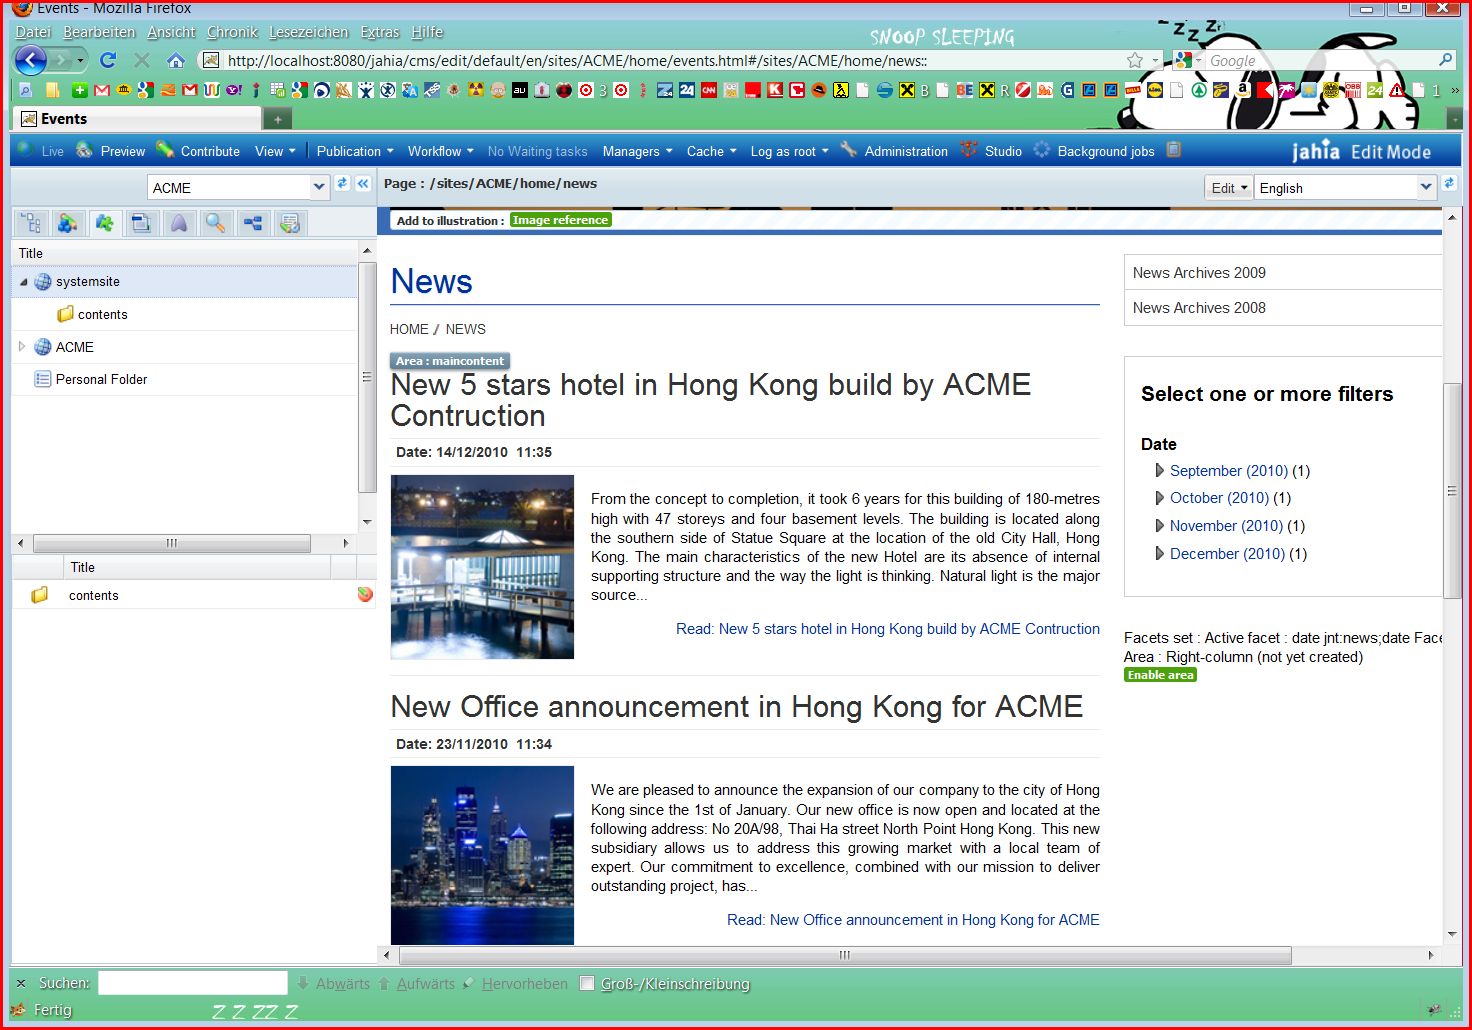 Events - Mozilla Firefox
Datei Bearbeiten Ansicht Chronik Lesezeichen Extras Hilfe
SNOOP SLEEPING
Z Z Z
http://localhost:8080/jahia/cms/edit/default/en/sites/ACME/home/events.html#/sites/ACME/home/news::
Google
Events
Live Preview Contribute View Publication Workflow No Waiting tasks Managers Cache Log as root Administration Studio Background jobs jahia Edit Mode
ACME
Page : /sites/ACME/home/news
Edit English
Add to illustration : Image reference
Title
systemsite
contents
ACME
Personal Folder
Title
contents
News
HOME / NEWS
Area : maincontent
New 5 stars hotel in Hong Kong build by ACME
Contruction
Date: 14/12/2010 11:35
From the concept to completion, it took 6 years for this building of 180-metres
high with 47 storeys and four basement levels. The building is located along
the southern side of Statue Square at the location of the old City Hall, Hong
Kong. The main characteristics of the new Hotel are its absence of internal
supporting structure and the way the light is thinking. Natural light is the major
source...
Read: New 5 stars hotel in Hong Kong build by ACME Contruction
New Office announcement in Hong Kong for ACME
Date: 23/11/2010 11:34
We are pleased to announce the expansion of our company to the city of Hong
Kong since the 1st of January. Our new office is now open and located at the
following address: No 20A/98, Thai Ha street North Point Hong Kong. This new
subsidiary allows us to address this growing market with a local team of
expert. Our commitment to excellence, combined with our mission to deliver
outstanding project, has...
Read: New Office announcement in Hong Kong for ACME
News Archives 2009
News Archives 2008
Select one or more filters
Date
September (2010) (1)
October (2010) (1)
November (2010) (1)
December (2010) (1)
Facets set : Active facet : date jnt:news;date Face
Area : Right-column (not yet created)
Enable area
Suchen: Abwärts Aufwärts Hervorheben Groß-/Kleinschreibung
Fertig
Z Z ZZ Z